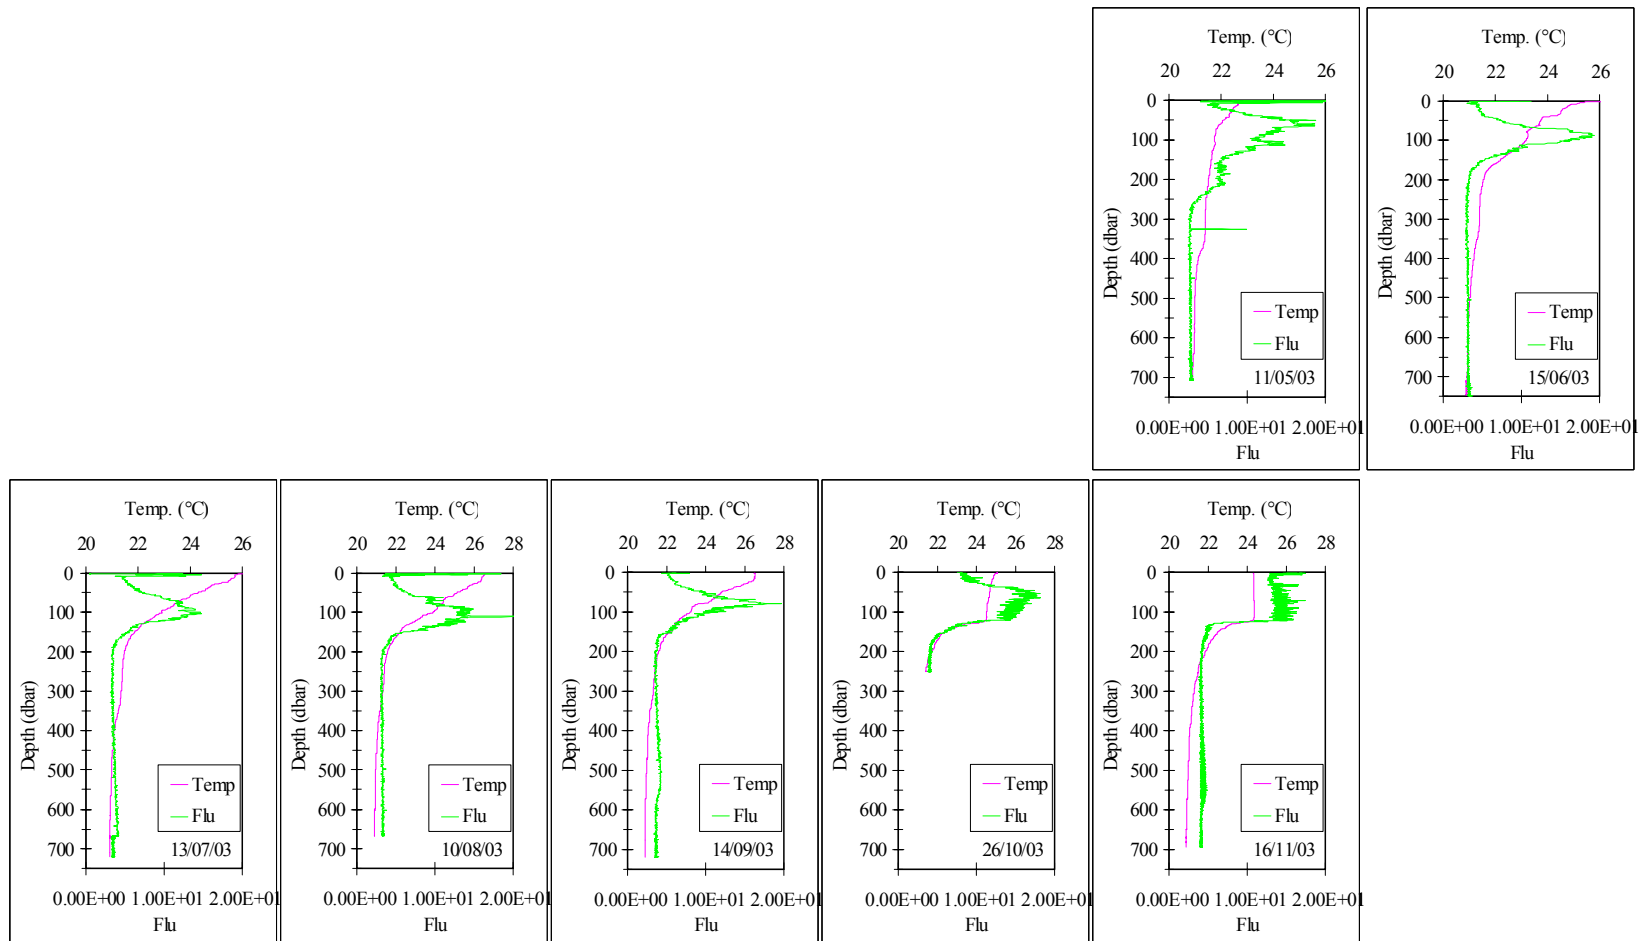 Temp. (°C)
20 22 24 26
0
100
200
300
400
500
600
700
Depth (dbar)
Temp
Flu
11/05/03
0.00E+00 1.00E+01 2.00E+01
Flu
Temp. (°C)
20 22 24 26
0
100
200
300
400
500
600
700
Depth (dbar)
Temp
Flu
15/06/03
0.00E+00 1.00E+01 2.00E+01
Flu
Temp. (°C)
20 22 24 26
0
100
200
300
400
500
600
700
Depth (dbar)
Temp
Flu
13/07/03
0.00E+00 1.00E+01 2.00E+01
Flu
Temp. (°C)
20 22 24 26 28
0
100
200
300
400
500
600
700
Depth (dbar)
Temp
Flu
10/08/03
0.00E+00 1.00E+01 2.00E+01
Flu
Temp. (°C)
20 22 24 26 28
0
100
200
300
400
500
600
700
Depth (dbar)
Temp
Flu
14/09/03
0.00E+00 1.00E+01 2.00E+01
Flu
Temp. (°C)
20 22 24 26 28
0
100
200
300
400
500
600
700
Depth (dbar)
Temp
Flu
26/10/03
0.00E+00 1.00E+01 2.00E+01
Flu
Temp. (°C)
20 22 24 26 28
0
100
200
300
400
500
600
700
Depth (dbar)
Temp
Flu
16/11/03
0.00E+00 1.00E+01 2.00E+01
Flu